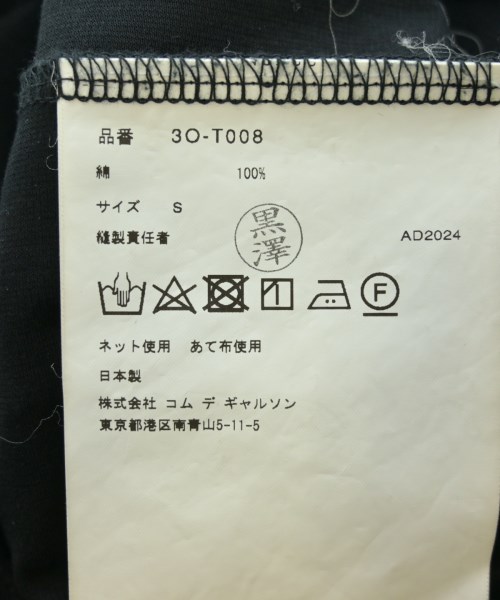 品番 3O-T008
綿 100%
サイズ S
縫製責任者 黒澤 AD2024
F
ネット使用 あて布使用
日本製
株式会社 コム デ ギャルソン
東京都港区南青山5-11-5